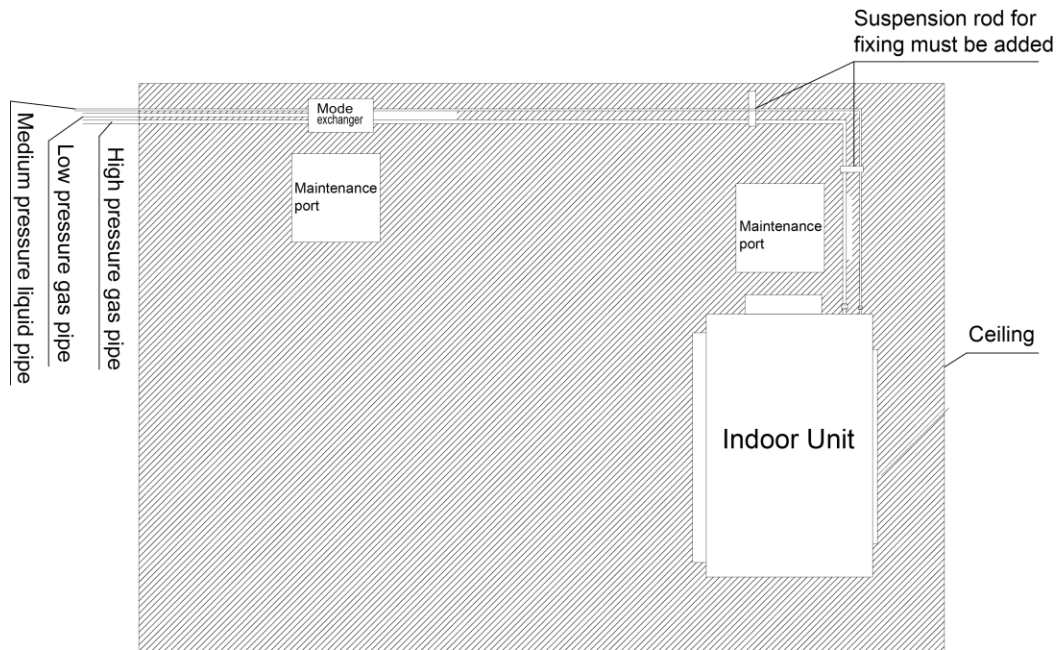 Suspension rod for
fixing must be added
Mode
exchanger
Medium pressure liquid pipe
Low pressure gas pipe
High pressure gas pipe
Maintenance
port
Maintenance
port
Ceiling
Indoor Unit